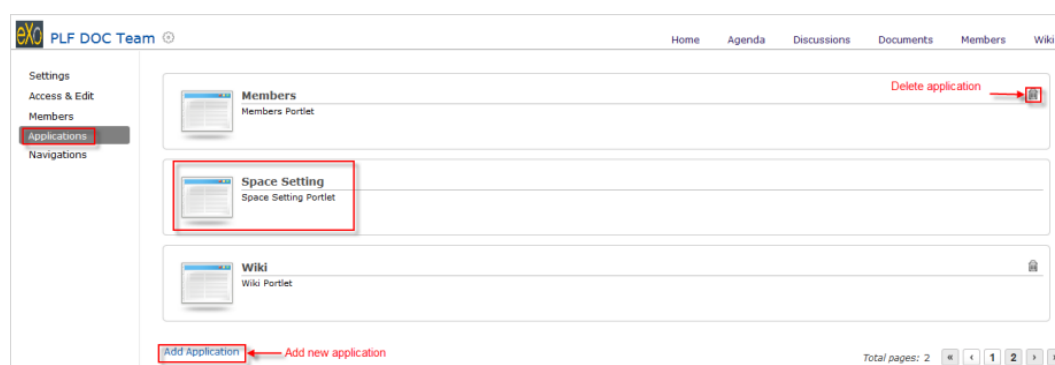 eXo PLF DOC Team
Home Agenda Discussions Documents Members Wiki
Settings
Access & Edit
Members
Applications
Navigations
Members
Members Portlet
Delete application
Space Setting
Space Setting Portlet
Wiki
Wiki Portlet
Add Application
Add new application
Total pages: 2 « ‹ 1 2 ›